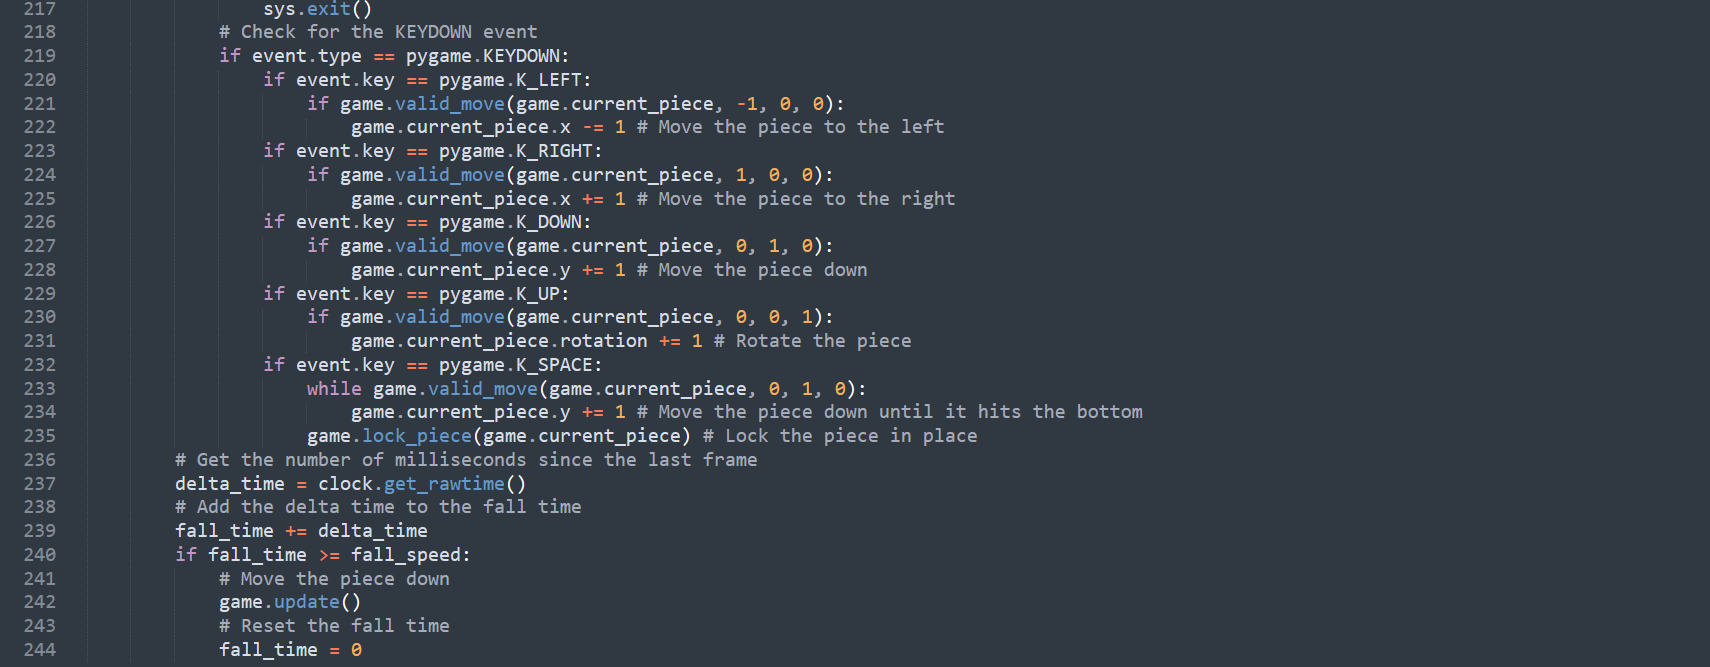 217 sys.exit()
218 # Check for the KEYDOWN event
219 if event.type == pygame.KEYDOWN:
220 if event.key == pygame.K_LEFT:
221 if game.valid_move(game.current_piece, -1, 0, 0):
222 game.current_piece.x -= 1 # Move the piece to the left
223 if event.key == pygame.K_RIGHT:
224 if game.valid_move(game.current_piece, 1, 0, 0):
225 game.current_piece.x += 1 # Move the piece to the right
226 if event.key == pygame.K_DOWN:
227 if game.valid_move(game.current_piece, 0, 1, 0):
228 game.current_piece.y += 1 # Move the piece down
229 if event.key == pygame.K_UP:
230 if game.valid_move(game.current_piece, 0, 0, 1):
231 game.current_piece.rotation += 1 # Rotate the piece
232 if event.key == pygame.K_SPACE:
233 while game.valid_move(game.current_piece, 0, 1, 0):
234 game.current_piece.y += 1 # Move the piece down until it hits the bottom
235 game.lock_piece(game.current_piece) # Lock the piece in place
236 # Get the number of milliseconds since the last frame
237 delta_time = clock.get_rawtime()
238 # Add the delta time to the fall time
239 fall_time += delta_time
240 if fall_time >= fall_speed:
241 # Move the piece down
242 game.update()
243 # Reset the fall time
244 fall_time = 0